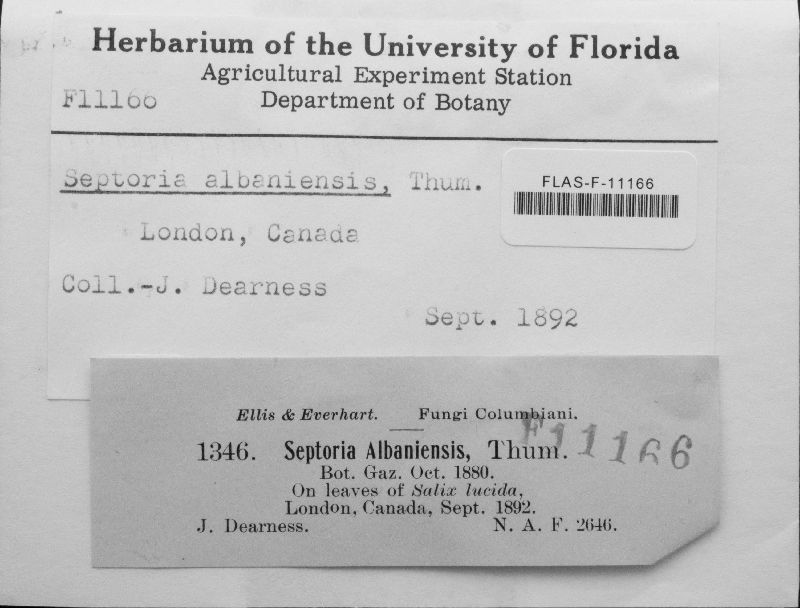 Herbarium of the University of Florida
Agricultural Experiment Station
F11166 Department of Botany
Septoria albaniensis, Thum.
FLAS-F-11166
London, Canada
Coll.-J. Dearness
Sept. 1892
Ellis & Everhart. Fungi Columbiani.
F11166
1346. Septoria Albaniensis, Thum.
Bot. Gaz. Oct. 1880.
On leaves of Salix lucida,
London, Canada, Sept. 1892.
J. Dearness. N. A. F. 2646.